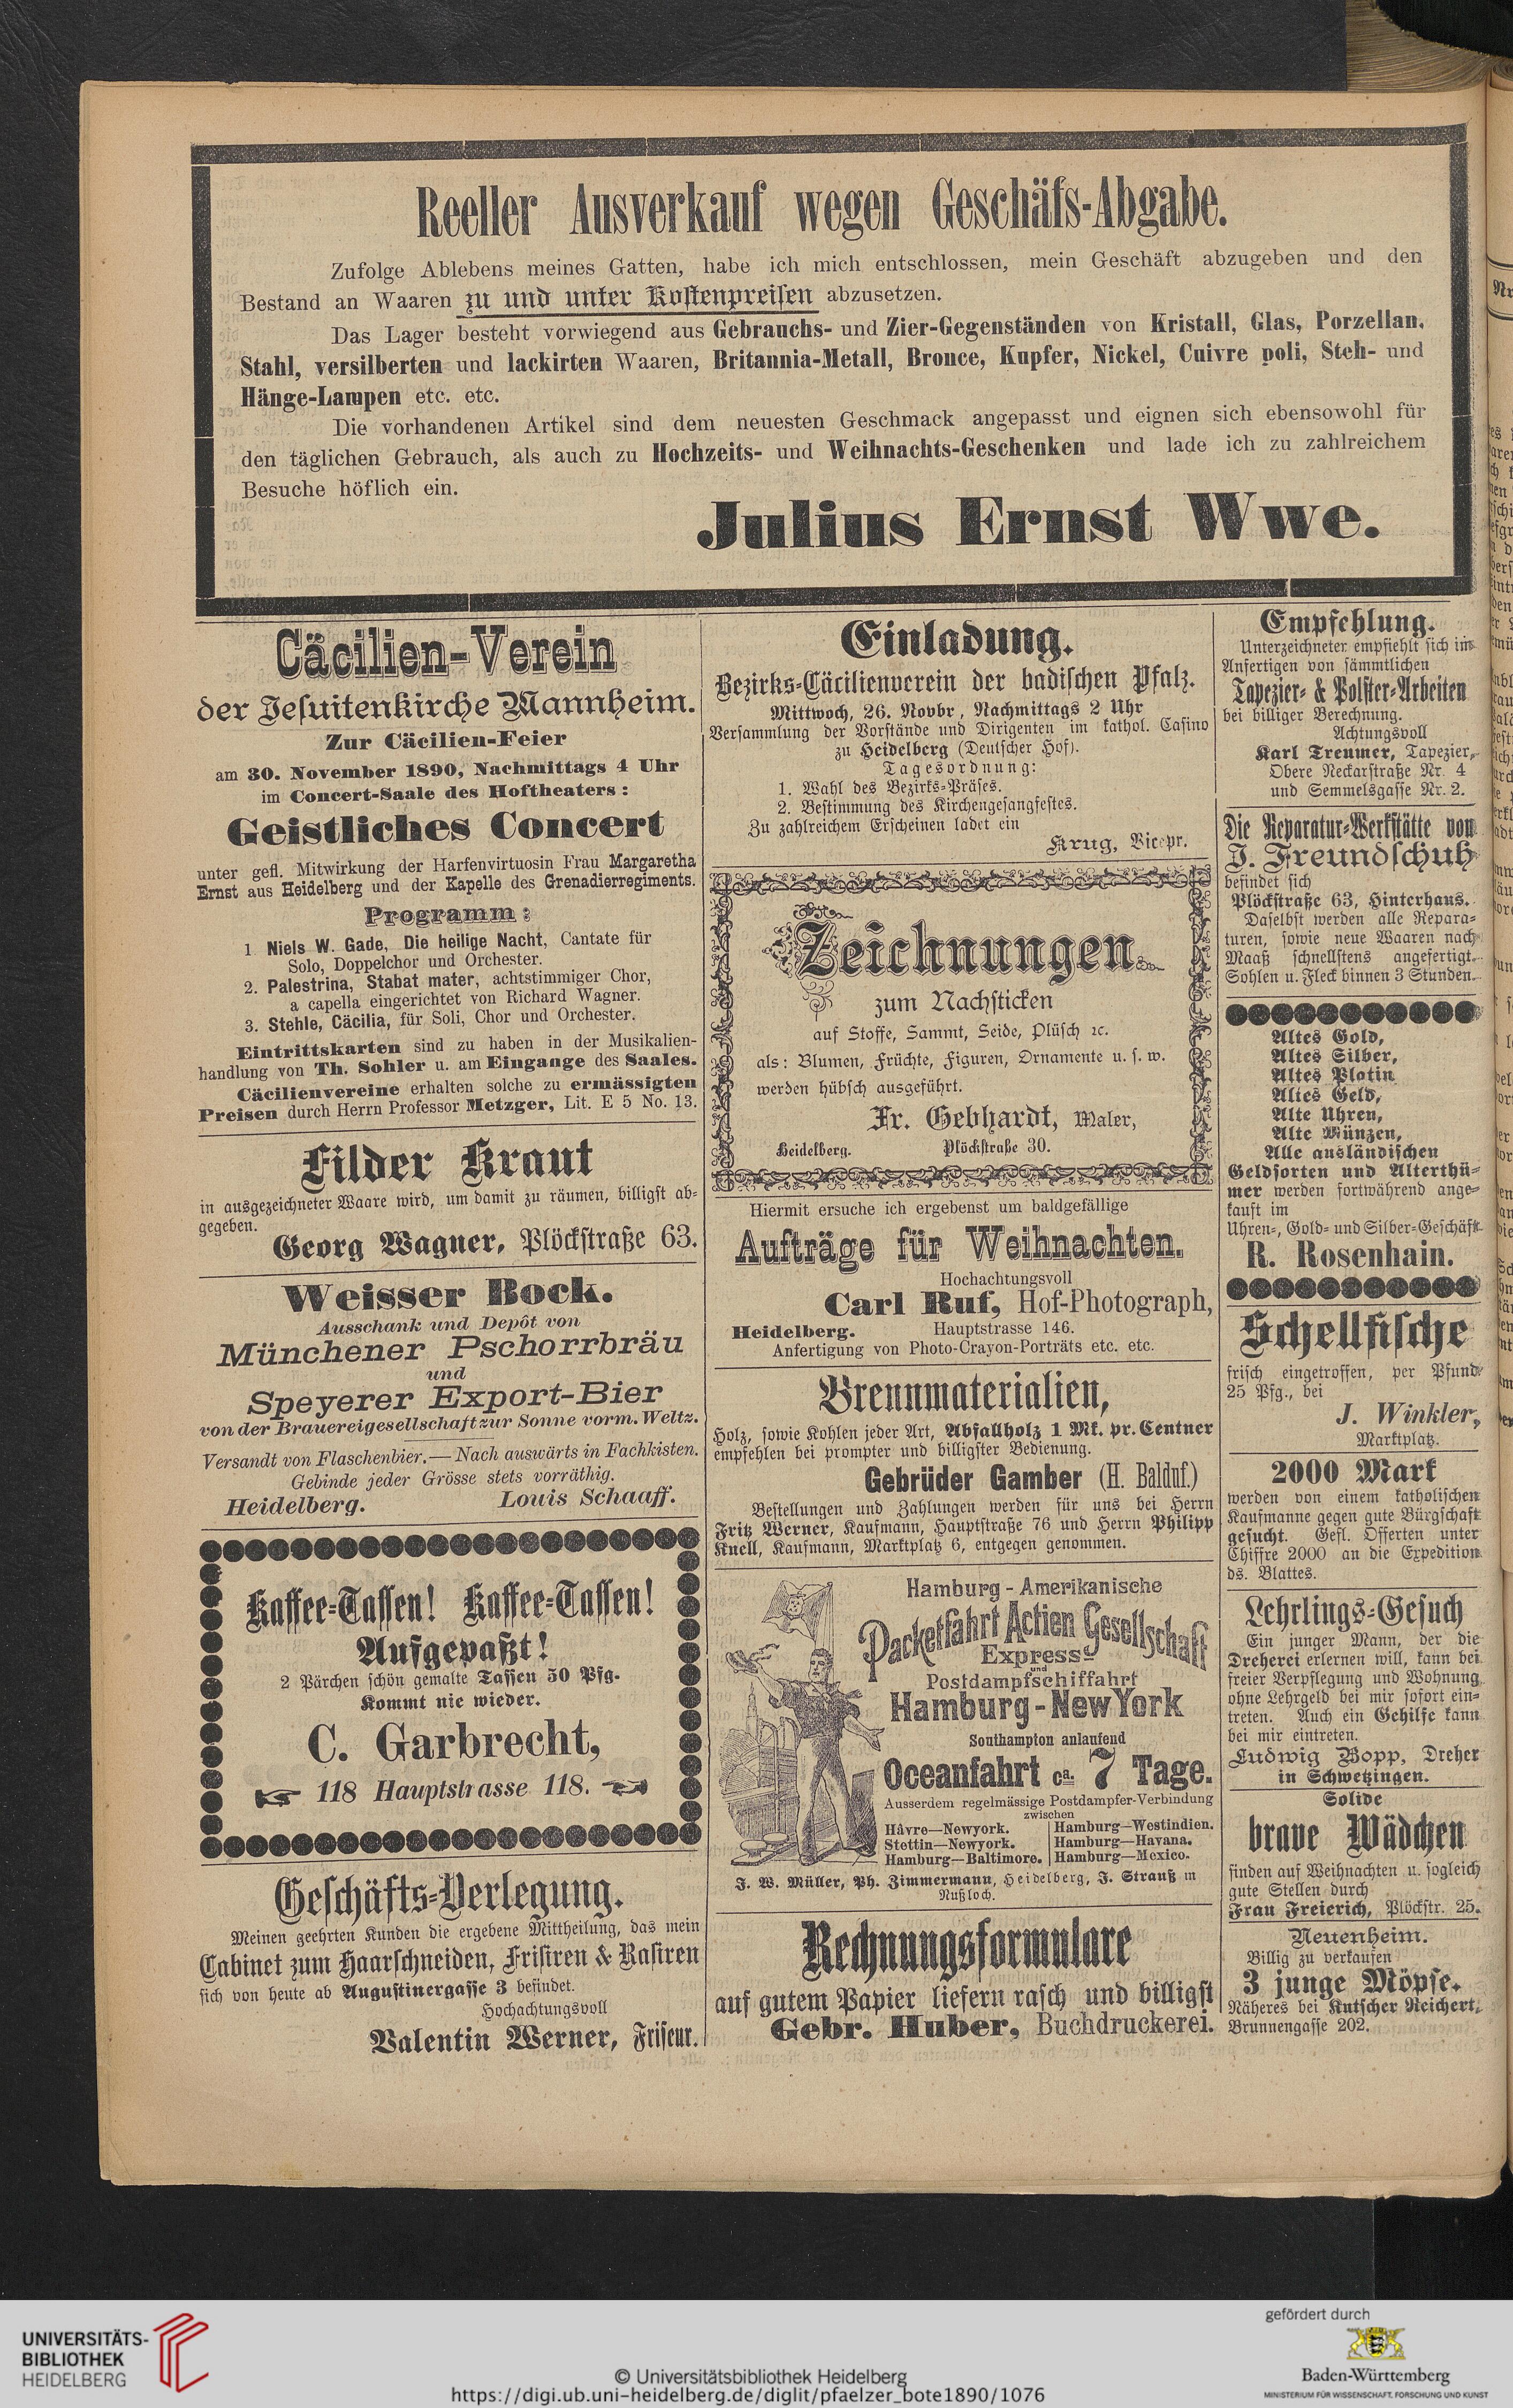 Reeller Ausverkauf wegen Geschäfs-Abgabe.
Zufolge Ablebens meines Gatten, habe ich mich entschlossen, mein Geschäft abzugeben und den
Bestand an Waaren zu und unter Kostenpreisen abzusetzen.
Das Lager besteht vorwiegend aus Gebrauchs- und Zier-Gegenständen von Kristall, Glas, Porzellan,
Stahl, versilberten und lackirten Waaren, Britannia-Metall, Bronce, Kupfer, Nickel, Cuivre poli, Steh- und
Hänge-Lampen etc. etc.
Die vorhandenen Artikel sind dem neuesten Geschmack angepasst und eignen sich ebensowohl für
den täglichen Gebrauch, als auch zu Hochzeits- und Weihnachts-Geschenken und lade ich zu zahlreichem
Besuche höflich ein.
Julius Ernst Wwe.
Cäcilien-Verein
der Jesuitenkirche Mannheim.
Zur Cäcilien-Feier
am 30. November 1890, Nachmittags 4 Uhr
im Concert-Saale des Hoftheaters:
Geistliches Concert
unter gefl. Mitwirkung der Harfenvirtuosin Frau Margaretha
Ernst aus Heidelberg und der Kapelle des Grenadierregiments.
Programm:
1 Niels W. Gade, Die heilige Nacht, Cantate für
Solo, Doppelchor und Orchester.
2. Palestrina, Stabat mater, achtstimmiger Chor,
a capella eingerichtet von Richard Wagner.
3. Stehle, Cäcilia, für Soli, Chor und Orchester.
Eintrittskarten sind zu haben in der Musikalien-
handlung von Th. Sohler u. am Eingange des Saales.
Cäcilienvereine erhalten solche zu ermässigten
Preisen durch Herrn Professor Metzger, Lit. E 5 No. 13.
Filder Kraut
in ausgezeichneter Waare wird, um damit zu räumen, billigst ab-
gegeben.
Georg Wagner, Plöckstraße 63.
Weisser Bock.
Ausschank und Depôt von
Münchener Pschorrbräu
und
Speyerer Export-Bier
von der Brauereigesellschaft zur Sonne vorm. Weltz.
Versandt von Flaschenbier. — Nach auswärts in Fachkisten.
Gebinde jeder Grösse stets vorräthig.
Heidelberg. Louis Schaaff.
Kaffee-Tassen! Kaffee-Tassen!
Aufgepaßt!
2 Pärchen schön gemalte Tassen 50 Pfg.
Kommt nie wieder.
C. Garbrecht,
118 Hauptstrasse 118.
Geschäfts-Verlegung.
Meinen geehrten Kunden die ergebene Mittheilung, das mein
Cabinet zum Haarschneiden, Frisiren & Rasiren
sich von heute ab Augustinergasse 3 befindet.
Hochachtungsvoll
Valentin Werner, Friseur.
Einladung.
Bezirks-Cäcilienverein der badischen Pfalz.
Mittwoch, 26. Novbr, Nachmittags 2 Uhr
Versammlung der Vorstände und Dirigenten im kathol. Casino
zu Heidelberg (Deutscher Hof).
Tagesordnung:
1. Wahl des Bezirks-Präses.
2. Bestimmung des Kirchengesangfestes.
Zu zahlreichem Erscheinen ladet ein
Krug, Vicepr.
Zeichnungen
zum Nachsticken
auf Stoffe, Sammt, Seide, Plüsch ꝛc.
als: Blumen, Früchte, Figuren, Ornamente u. s. w.
werden hübsch ausgeführt.
Fr. Gebhardt, Maler,
Heidelberg. Plöckstraße 30.
Hiermit ersuche ich ergebenst um baldgefällige
Aufträge für Weihnachten.
Hochachtungsvoll
Carl Ruf, Hof-Photograph,
Heidelberg. Hauptstrasse 146.
Anfertigung von Photo-Crayon-Porträts etc. etc.
Brennmaterialien,
Holz, sowie Kohlen jeder Art, Abfallholz 1 Mk. pr. Centner
empfehlen bei prompter und billigster Bedienung.
Gebrüder Gamber (H. Balduf.)
Bestellungen und Zahlungen werden für uns bei Herrn
Fritz Werner, Kaufmann, Hauptstraße 76 und Herrn Philipp
Knell, Kaufmann, Marktplatz 6, entgegen genommen.
Hamburg-Amerikanische
Packetfahrt Actien Gesellschaft
Express-
und
Postdampfschiffahrt
Hamburg-NewYork
Southampton anlaufend
Oceanfahrt ca. 7 Tage.
Ausserdem regelmässige Postdampfer-Verbindung
zwischen
Hâvre—Newyork. Hamburg—Westindien.
Stettin—Newyork. Hamburg—Havana.
Hamburg—Baltimore. Hamburg—Mexico.
J. W. Müller, Ph. Zimmermann, Heidelberg, J. Strauß in
Nußloch.
Rechnungsformulare
auf gutem Papier liefern rasch und billigst
Gebr. Huber, Buchdruckerei.
Empfehlung.
Unterzeichneter empfiehlt sich im
Anfertigen von sämmtlichen
Tapezier- & Polster-Arbeiten
bei billiger Berechnung.
Achtungsvoll
Karl Treumer, Tapezier,
Obere Neckarstraße Nr. 4
und Semmelsgasse Nr. 2.
Die Reparatur-Werkstätte von
J. Freundschuh
befindet sich
Plöckstraße 63, Hinterhaus.
Daselbst werden alle Repara-
turen, sowie neue Waaren nach
Maaß schnellstens angefertigt.
Sohlen u. Fleck binnen 3 Stunden.
Altes Gold,
Altes Silber,
Altes Platin
Altes Geld,
Alte Uhren,
Alte Münzen,
Alle ausländischen
Geldsorten und Alterthü-
mer werden fortwährend ange-
kauft im
Uhren-, Gold- und Silber-Geschäft
R. Rosenhain.
Schellfische
frisch eingetroffen, per Pfund
25 Pfg., bei
J. Winkler,
Marktplatz.
2000 Mark
werden von einem katholischen
Kaufmanne gegen gute Bürgschaft
gesucht. Gefl. Offerten unter
Chiffre 2000 an die Expedition
ds. Blattes.
Lehrlings-Gesuch
Ein junger Mann, der die
Dreherei erlernen will, kann bei
freier Verpflegung und Wohnung
ohne Lehrgeld bei mir sofort ein-
treten. Auch ein Gehilfe kann
bei mir eintreten.
Ludwig Bopp, Dreher
in Schwetzingen.
Solide
brave Mädchen
finden auf Weihnachten u. sogleich
gute Stellen durch
Frau Freierich, Plöckstr. 25.
Neuenheim.
Billig zu verkaufen
3 junge Möpse.
Näheres bei Kutscher Reichert,
Brunnengasse 202.
UNIVERSITÄTS-
BIBLIOTHEK
HEIDELBERG
© Universitätsbibliothek Heidelberg
https://digi.ub.uni-heidelberg.de/diglit/pfaelzer_bote1890/1076
gefördert durch
Baden-Württemberg
MINISTERIUM FÜR WISSENSCHAFT, FORSCHUNG UND KUNST